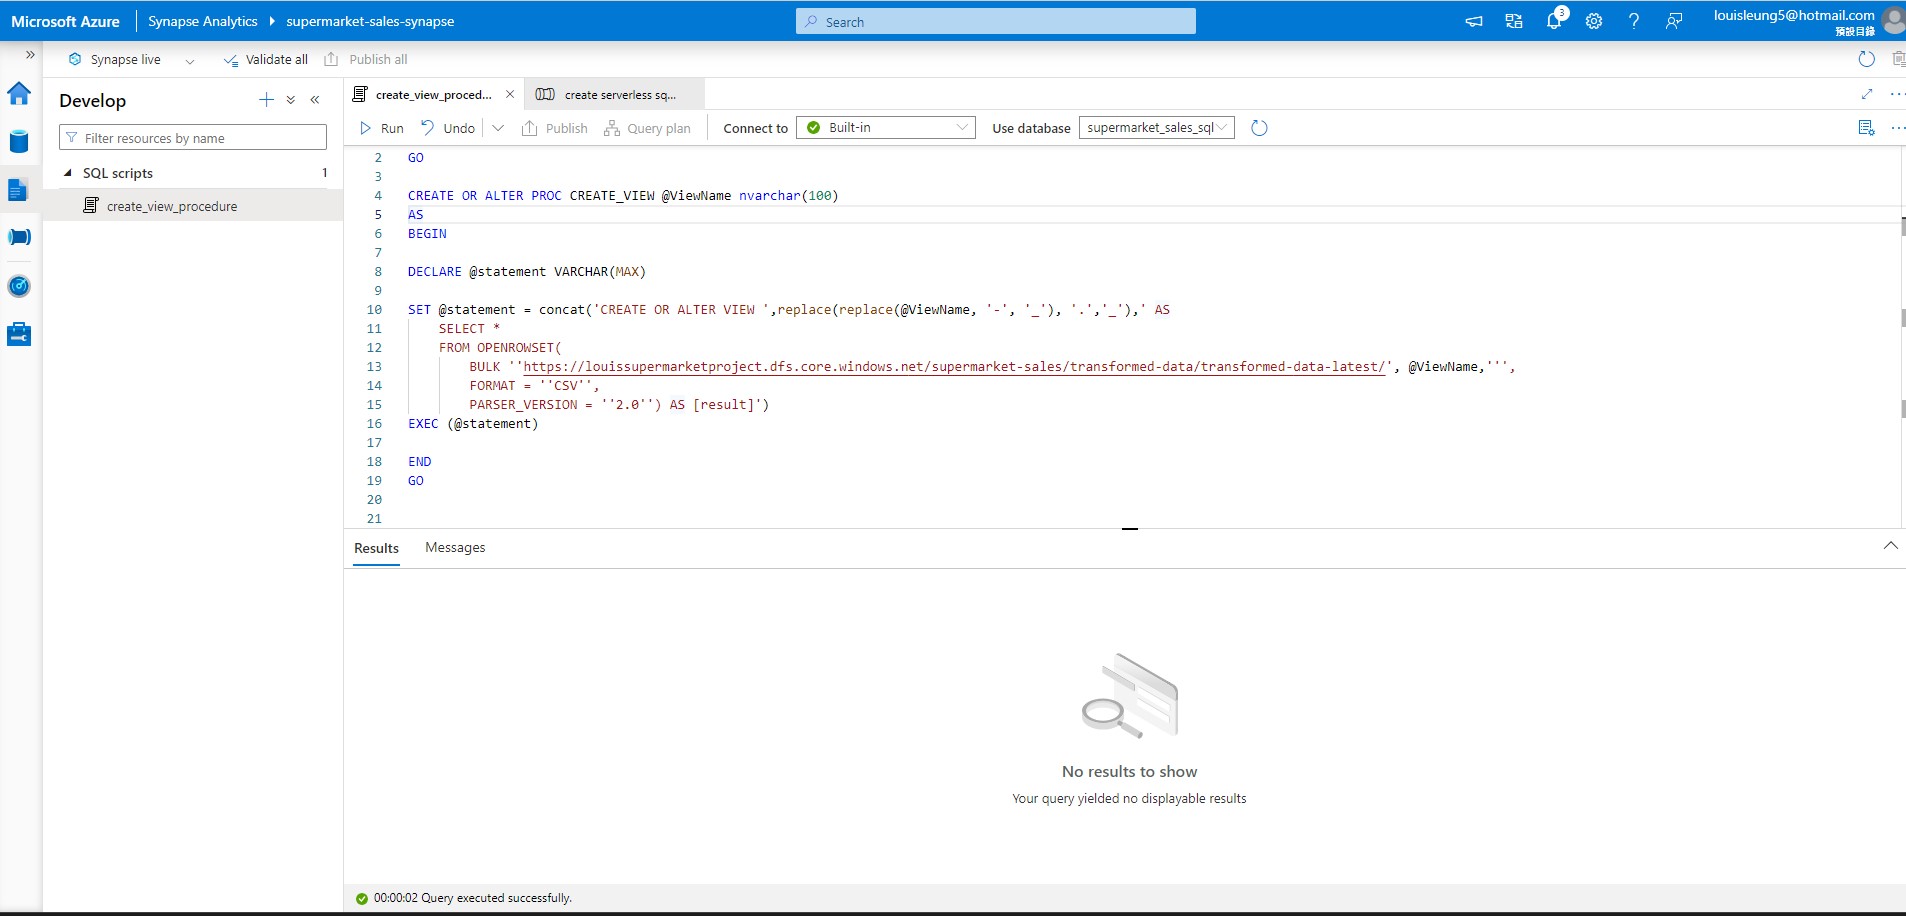 Microsoft Azure
Synapse Analytics
supermarket-sales-synapse
Search
3
louisleung5@hotmail.com
預設目錄
Synapse live
Validate all
Publish all
Develop
Filter resources by name
SQL scripts
1
create_view_procedure
create_view_proced...
create serverless sq...
Run
Undo
Publish
Query plan
Connect to
Built-in
Use database
supermarket_sales_sql
2 GO
3
4 CREATE OR ALTER PROC CREATE_VIEW @ViewName nvarchar(100)
5 AS
6 BEGIN
7
8 DECLARE @statement VARCHAR(MAX)
9
10 SET @statement = concat('CREATE OR ALTER VIEW ',replace(replace(@ViewName, '-', '_'), '.','_'),' AS
11 SELECT *
12 FROM OPENROWSET(
13 BULK ''https://louissupermarketproject.dfs.core.windows.net/supermarket-sales/transformed-data/transformed-data-latest/', @ViewName,''',
14 FORMAT = ''CSV'',
15 PARSER_VERSION = ''2.0'') AS [result]')
16 EXEC (@statement)
17
18 END
19 GO
20
21
Results
Messages
No results to show
Your query yielded no displayable results
00:00:02 Query executed successfully.